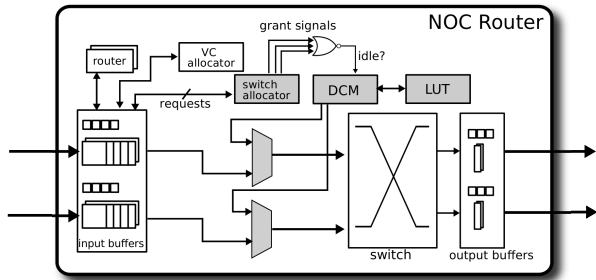 NOC Router
grant signals
idle?
router
VC
allocator
switch
allocator
DCM
LUT
requests
input buffers
switch
output buffers